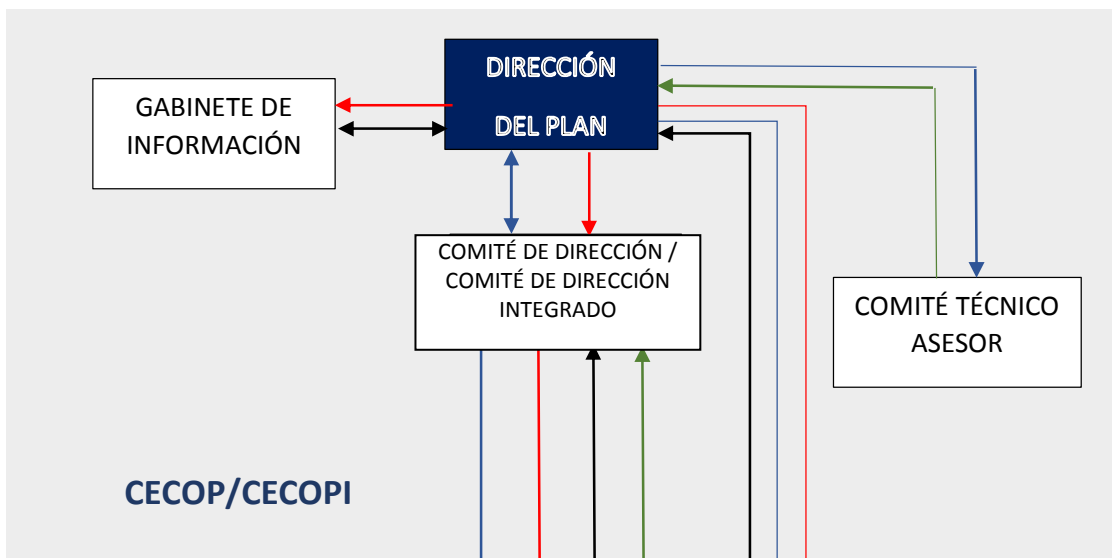 DIRECCIÓN
DEL PLAN
GABINETE DE
INFORMACIÓN
COMITÉ DE DIRECCIÓN /
COMITÉ DE DIRECCIÓN
INTEGRADO
COMITÉ TÉCNICO
ASESOR
CECOP/CECOPI